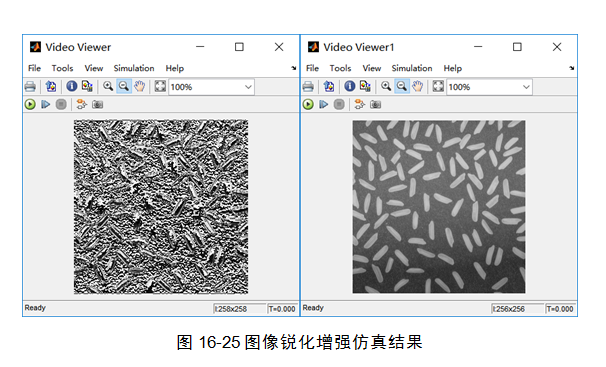 Video Viewer
File Tools View Simulation Help
100%
Ready
I:258x258 T=0.000
Video Viewer1
File Tools View Simulation Help
100%
Ready
I:256x256 T=0.000
图 16-25 图像锐化增强仿真结果